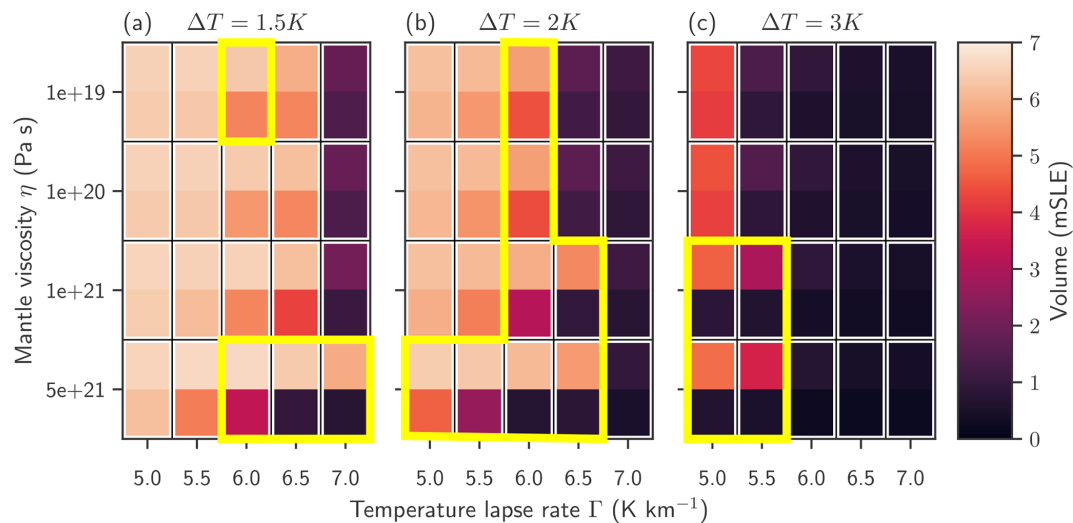 (a) ΔT = 1.5K (b) ΔT = 2K (c) ΔT = 3K
Mantle viscosity η (Pa s)
1e+19
1e+20
1e+21
5e+21
5.0 5.5 6.0 6.5 7.0 5.0 5.5 6.0 6.5 7.0 5.0 5.5 6.0 6.5 7.0
Temperature lapse rate Γ (K km⁻¹)
7
6
5
4
3
2
1
0
Volume (mSLE)